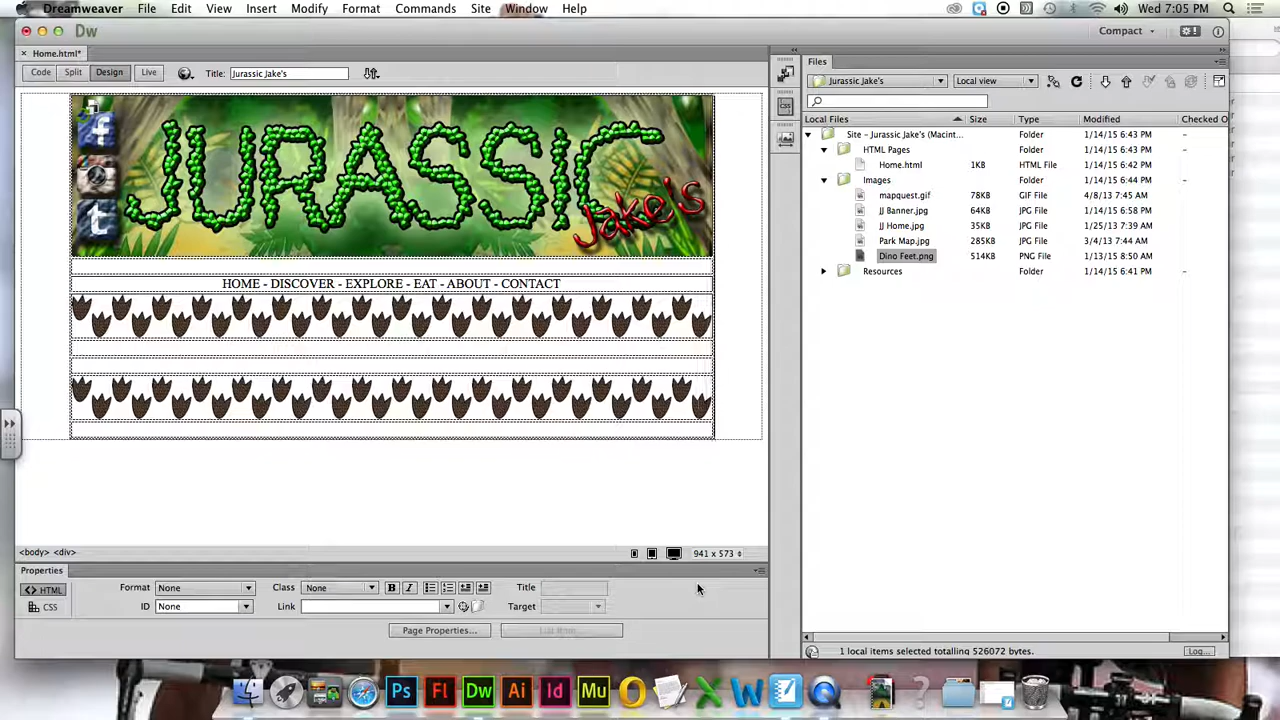 Dreamweaver File Edit View Insert Modify Format Commands Site Window Help Wed 7:05 PM
Dw Compact
Home.html*
Code Split Design Live Title: Jurassic Jake's
Files
Jurassic Jake's Local view
Local Files Size Type Modified Checked O
Site - Jurassic Jake's (Macint... Folder 1/14/15 6:43 PM -
HTML Pages Folder 1/14/15 6:43 PM -
Home.html 1KB HTML File 1/14/15 6:42 PM
Images Folder 1/14/15 6:44 PM -
mapquest.gif 78KB GIF File 4/8/13 7:45 AM
JJ Banner.jpg 64KB JPG File 1/14/15 6:58 PM
JJ Home.jpg 35KB JPG File 1/25/13 7:39 AM
Park Map.jpg 285KB JPG File 3/4/13 7:44 AM
Dino Feet.png 514KB PNG File 1/13/15 8:50 AM
Resources Folder 1/14/15 6:41 PM -
JURASSIC
Jake's
HOME - DISCOVER - EXPLORE - EAT - ABOUT - CONTACT
<body> <div> 941 x 573
Properties
<> HTML Format None Class None B I Title
CSS ID None Link Target
Page Properties...
1 local items selected totalling 526072 bytes. Log...
Ps Fl Dw Ai Id Mu